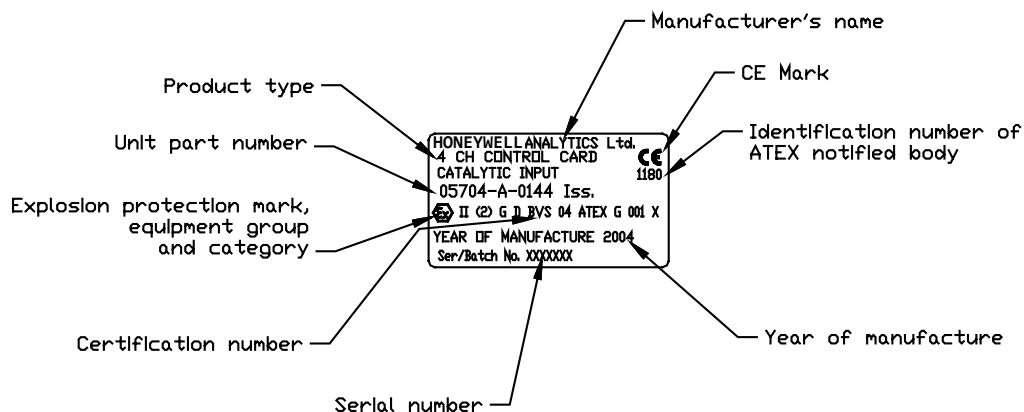 Manufacturer's name
CE Mark
Product type
Unit part number
Identification number of
ATEX notified body
HONEYWELL ANALYTICS Ltd.
4 CH CONTROL CARD
CE
CATALYTIC INPUT
1180
05704-A-0144 Iss.
Ex II (2) G D BVS 04 ATEX G 001 X
YEAR OF MANUFACTURE 2004
Ser/Batch No. XXXXXXX
Explosion protection mark,
equipment group
and category
Certification number
Year of manufacture
Serial number